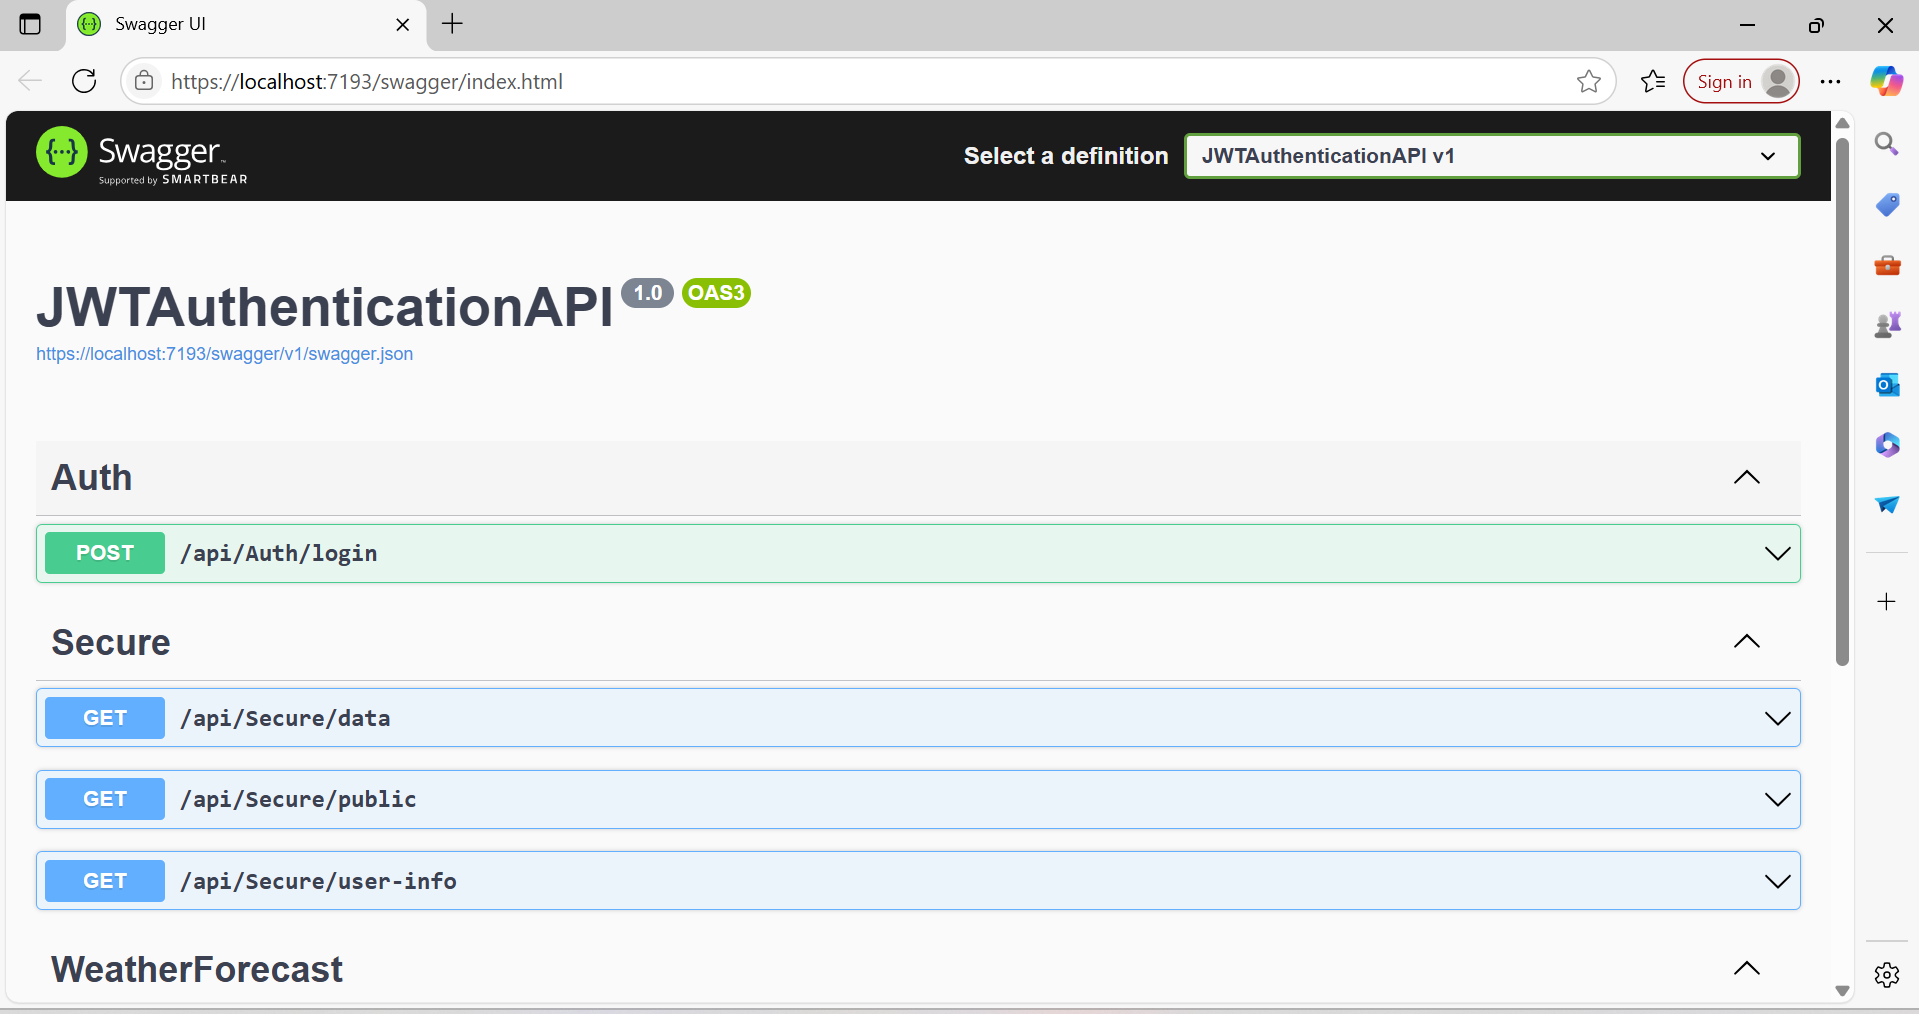 Swagger UI
https://localhost:7193/swagger/index.html
Sign in
Swagger
Supported by SMARTBEAR
Select a definition
JWTAuthenticationAPI v1
JWTAuthenticationAPI 1.0 OAS3
https://localhost:7193/swagger/v1/swagger.json
Auth
POST /api/Auth/login
Secure
GET /api/Secure/data
GET /api/Secure/public
GET /api/Secure/user-info
WeatherForecast